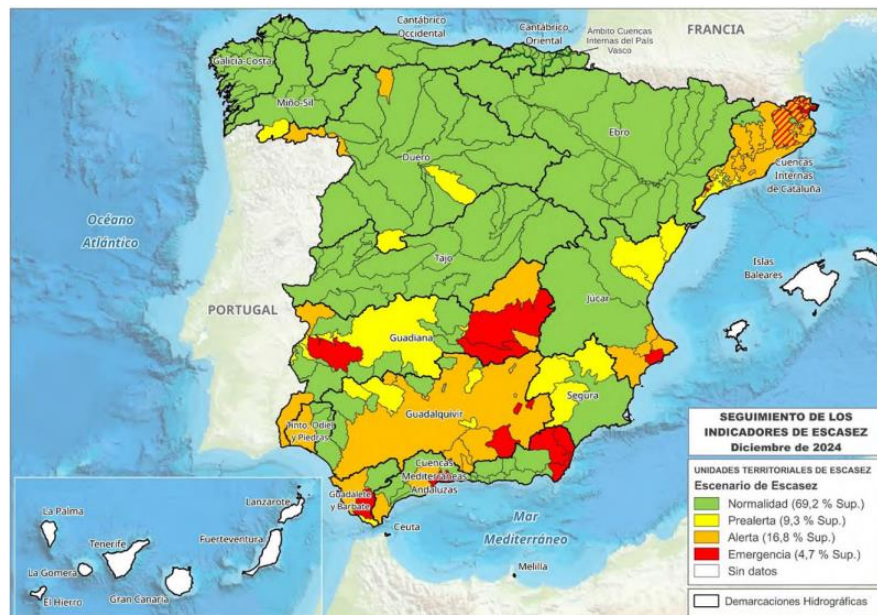 Cantábrico
Occidental
Cantábrico
Oriental
Ámbito Cuencas
Internas del País
Vasco
FRANCIA
Galicia-Costa
Miño-Sil
Ebro
Duero
Cuencas
Internas
de Cataluña
Océano
Atlántico
Tajo
Islas
Baleares
PORTUGAL
Júcar
Guadiana
Segura
Guadalquivir
Tinto, Odiel
y Piedras
Cuencas
Mediterráneas
Andaluzas
Guadalete
y Barbate
Ceuta
Mar
Mediterráneo
Melilla
Lanzarote
La Palma
Tenerife
Fuerteventura
La Gomera
El Hierro
Gran Canaria
SEGUIMIENTO DE LOS
INDICADORES DE ESCASEZ
Diciembre de 2024
UNIDADES TERRITORIALES DE ESCASEZ
Escenario de Escasez
Normalidad (69,2 % Sup.)
Prealerta (9,3 % Sup.)
Alerta (16,8 % Sup.)
Emergencia (4,7 % Sup.)
Sin datos
Demarcaciones Hidrográficas